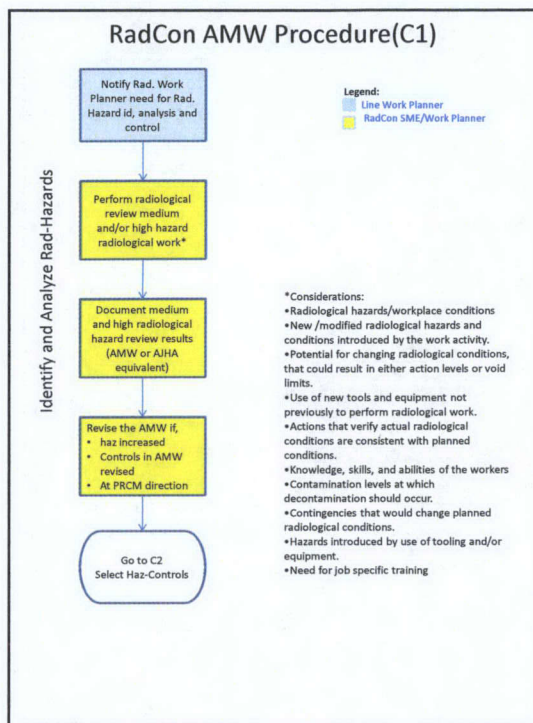 RadCon AMW Procedure(C1)
Identify and Analyze Rad-Hazards
Notify Rad. Work
Planner need for Rad.
Hazard id, analysis and
control
Perform radiological
review medium
and/or high hazard
radiological work*
Document medium
and high radiological
hazard review results
(AMW or AJHA
equivalent)
Revise the AMW if,
• haz increased
• Controls in AMW
revised
• At PRCM direction
Go to C2
Select Haz-Controls
Legend:
Line Work Planner
RadCon SME/Work Planner
*Considerations:
•Radiological hazards/workplace conditions
•New /modified radiological hazards and
conditions introduced by the work activity.
•Potential for changing radiological conditions,
that could result in either action levels or void
limits.
•Use of new tools and equipment not
previously to perform radiological work.
•Actions that verify actual radiological
conditions are consistent with planned
conditions.
•Knowledge, skills, and abilities of the workers
•Contamination levels at which
decontamination should occur.
•Contingencies that would change planned
radiological conditions.
•Hazards introduced by use of tooling and/or
equipment.
•Need for job specific training